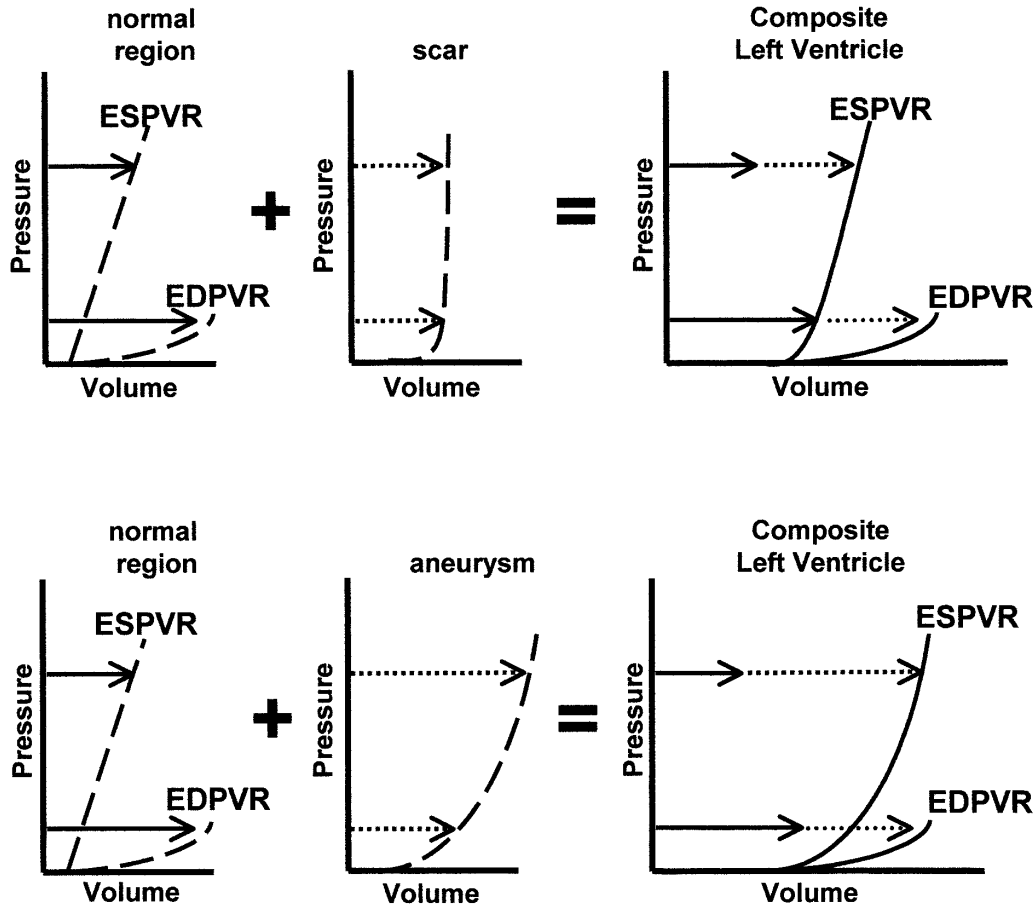 normal
region
scar
Composite
Left Ventricle
ESPVR
EDPVR
Pressure
Volume
+
Pressure
Volume
=
ESPVR
EDPVR
Pressure
Volume
normal
region
aneurysm
Composite
Left Ventricle
ESPVR
EDPVR
Pressure
Volume
+
Pressure
Volume
=
ESPVR
EDPVR
Pressure
Volume